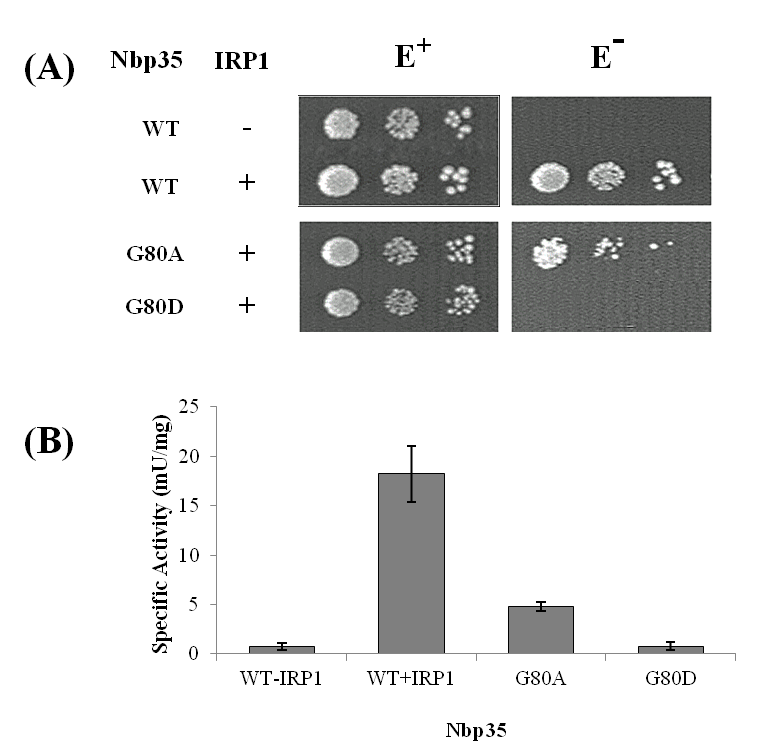 (A) Nbp35 IRP1 E⁺ E⁻
WT -
WT +
G80A +
G80D +
(B)
Specific Activity (mU/mg)
25
20
15
10
5
0
WT-IRP1 WT+IRP1 G80A G80D
Nbp35